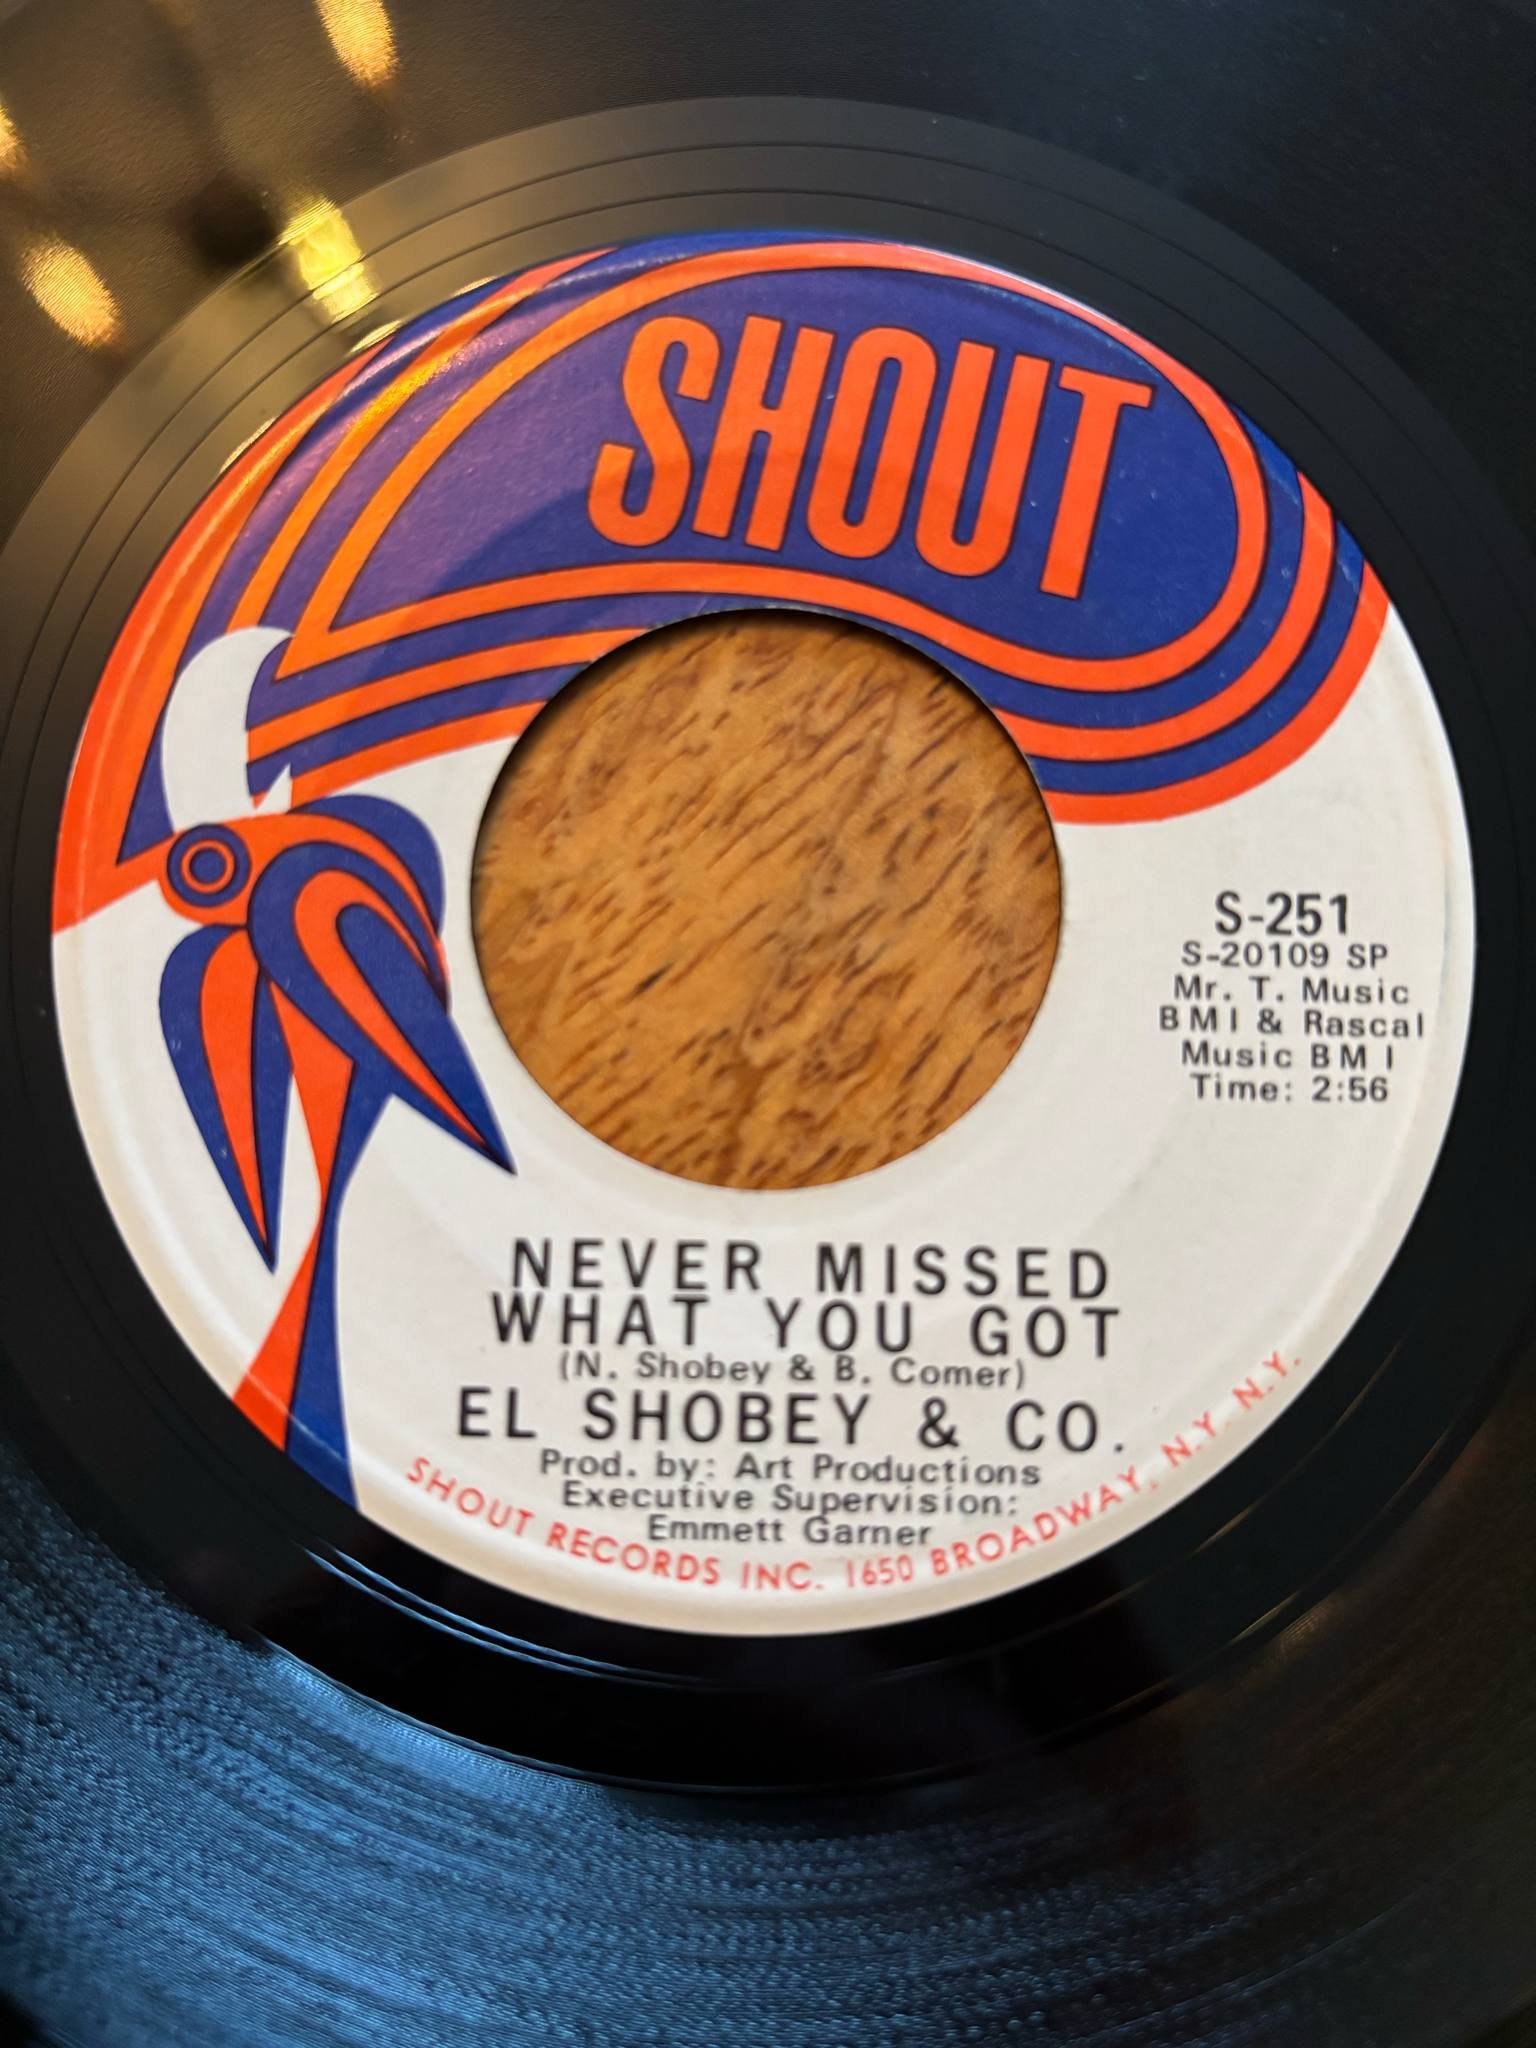 SHOUT
S-251
S-20109 SP
Mr. T. Music
BMI & Rascal
Music BMI
Time: 2:56
NEVER MISSED
WHAT YOU GOT
(N. Shobey & B. Comer)
EL SHOBEY & CO.
Prod. by: Art Productions
Executive Supervision:
Emmett Garner
SHOUT RECORDS INC. 1650 BROADWAY, N.Y. N.Y.